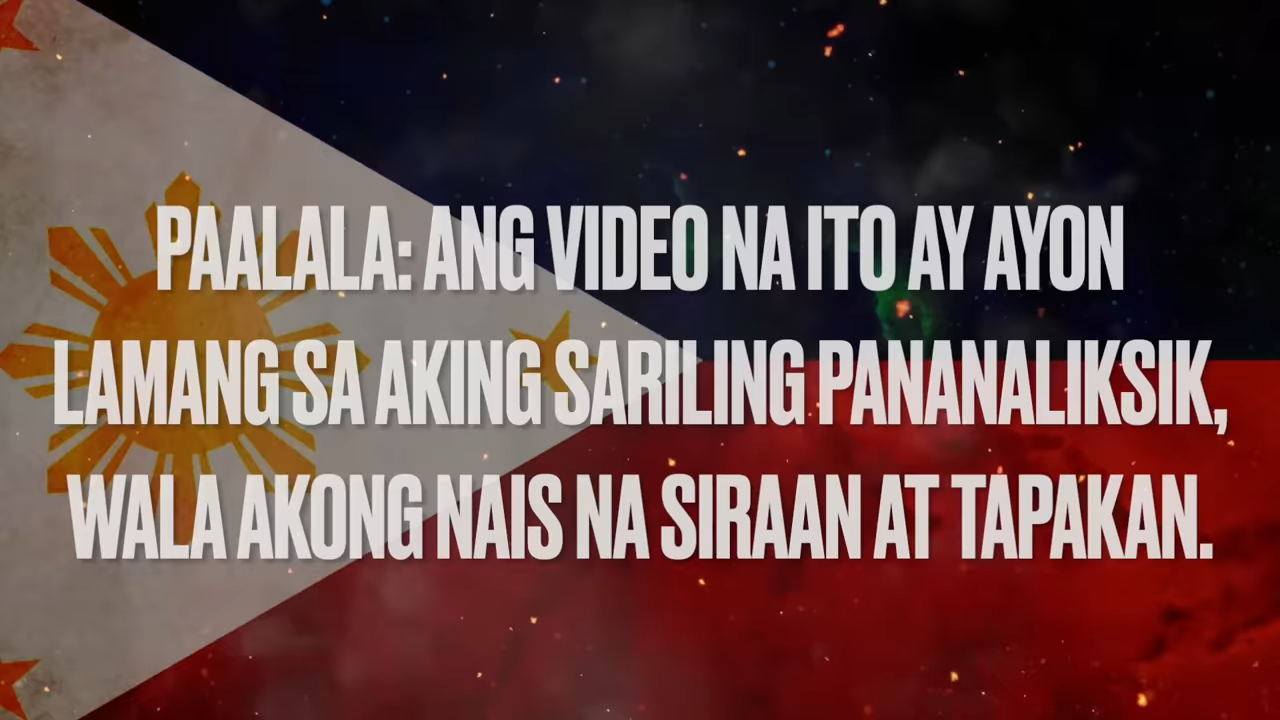 PAALALA: ANG VIDEO NA ITO AY AYON
LAMANG SA AKING SARILING PANANALIKSIK,
WALA AKONG NAIS NA SIRAAN AT TAPAKAN.